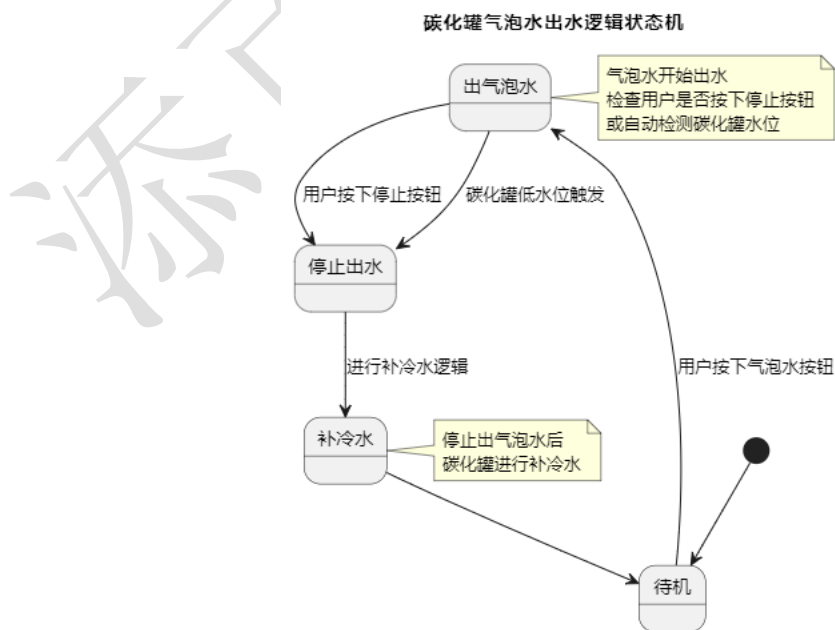 碳化罐气泡水出水逻辑状态机
出气泡水
气泡水开始出水
检查用户是否按下停止按钮
或自动检测碳化罐水位
用户按下停止按钮
碳化罐低水位触发
停止出水
进行补冷水逻辑
用户按下气泡水按钮
补冷水
停止出气泡水后
碳化罐进行补冷水
待机
添